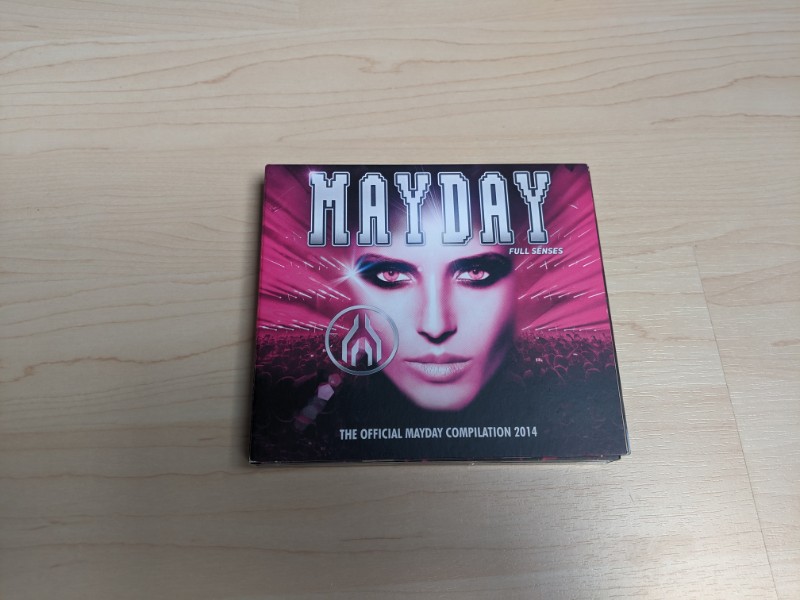 MAYDAY
FULL SENSES
THE OFFICIAL MAYDAY COMPILATION 2014